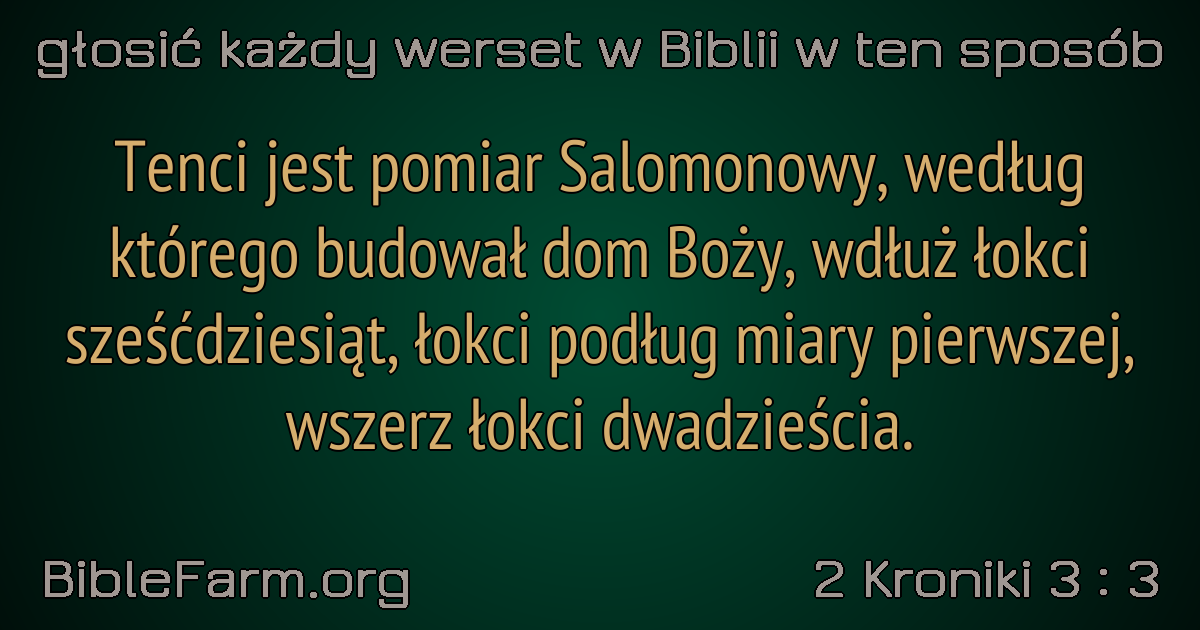 głosić każdy werset w Biblii w ten sposób
Tenci jest pomiar Salomonowy, według
którego budował dom Boży, wdłuż łokci
sześćdziesiąt, łokci podług miary pierwszej,
wszerz łokci dwadzieścia.
BibleFarm.org
2 Kroniki 3 : 3